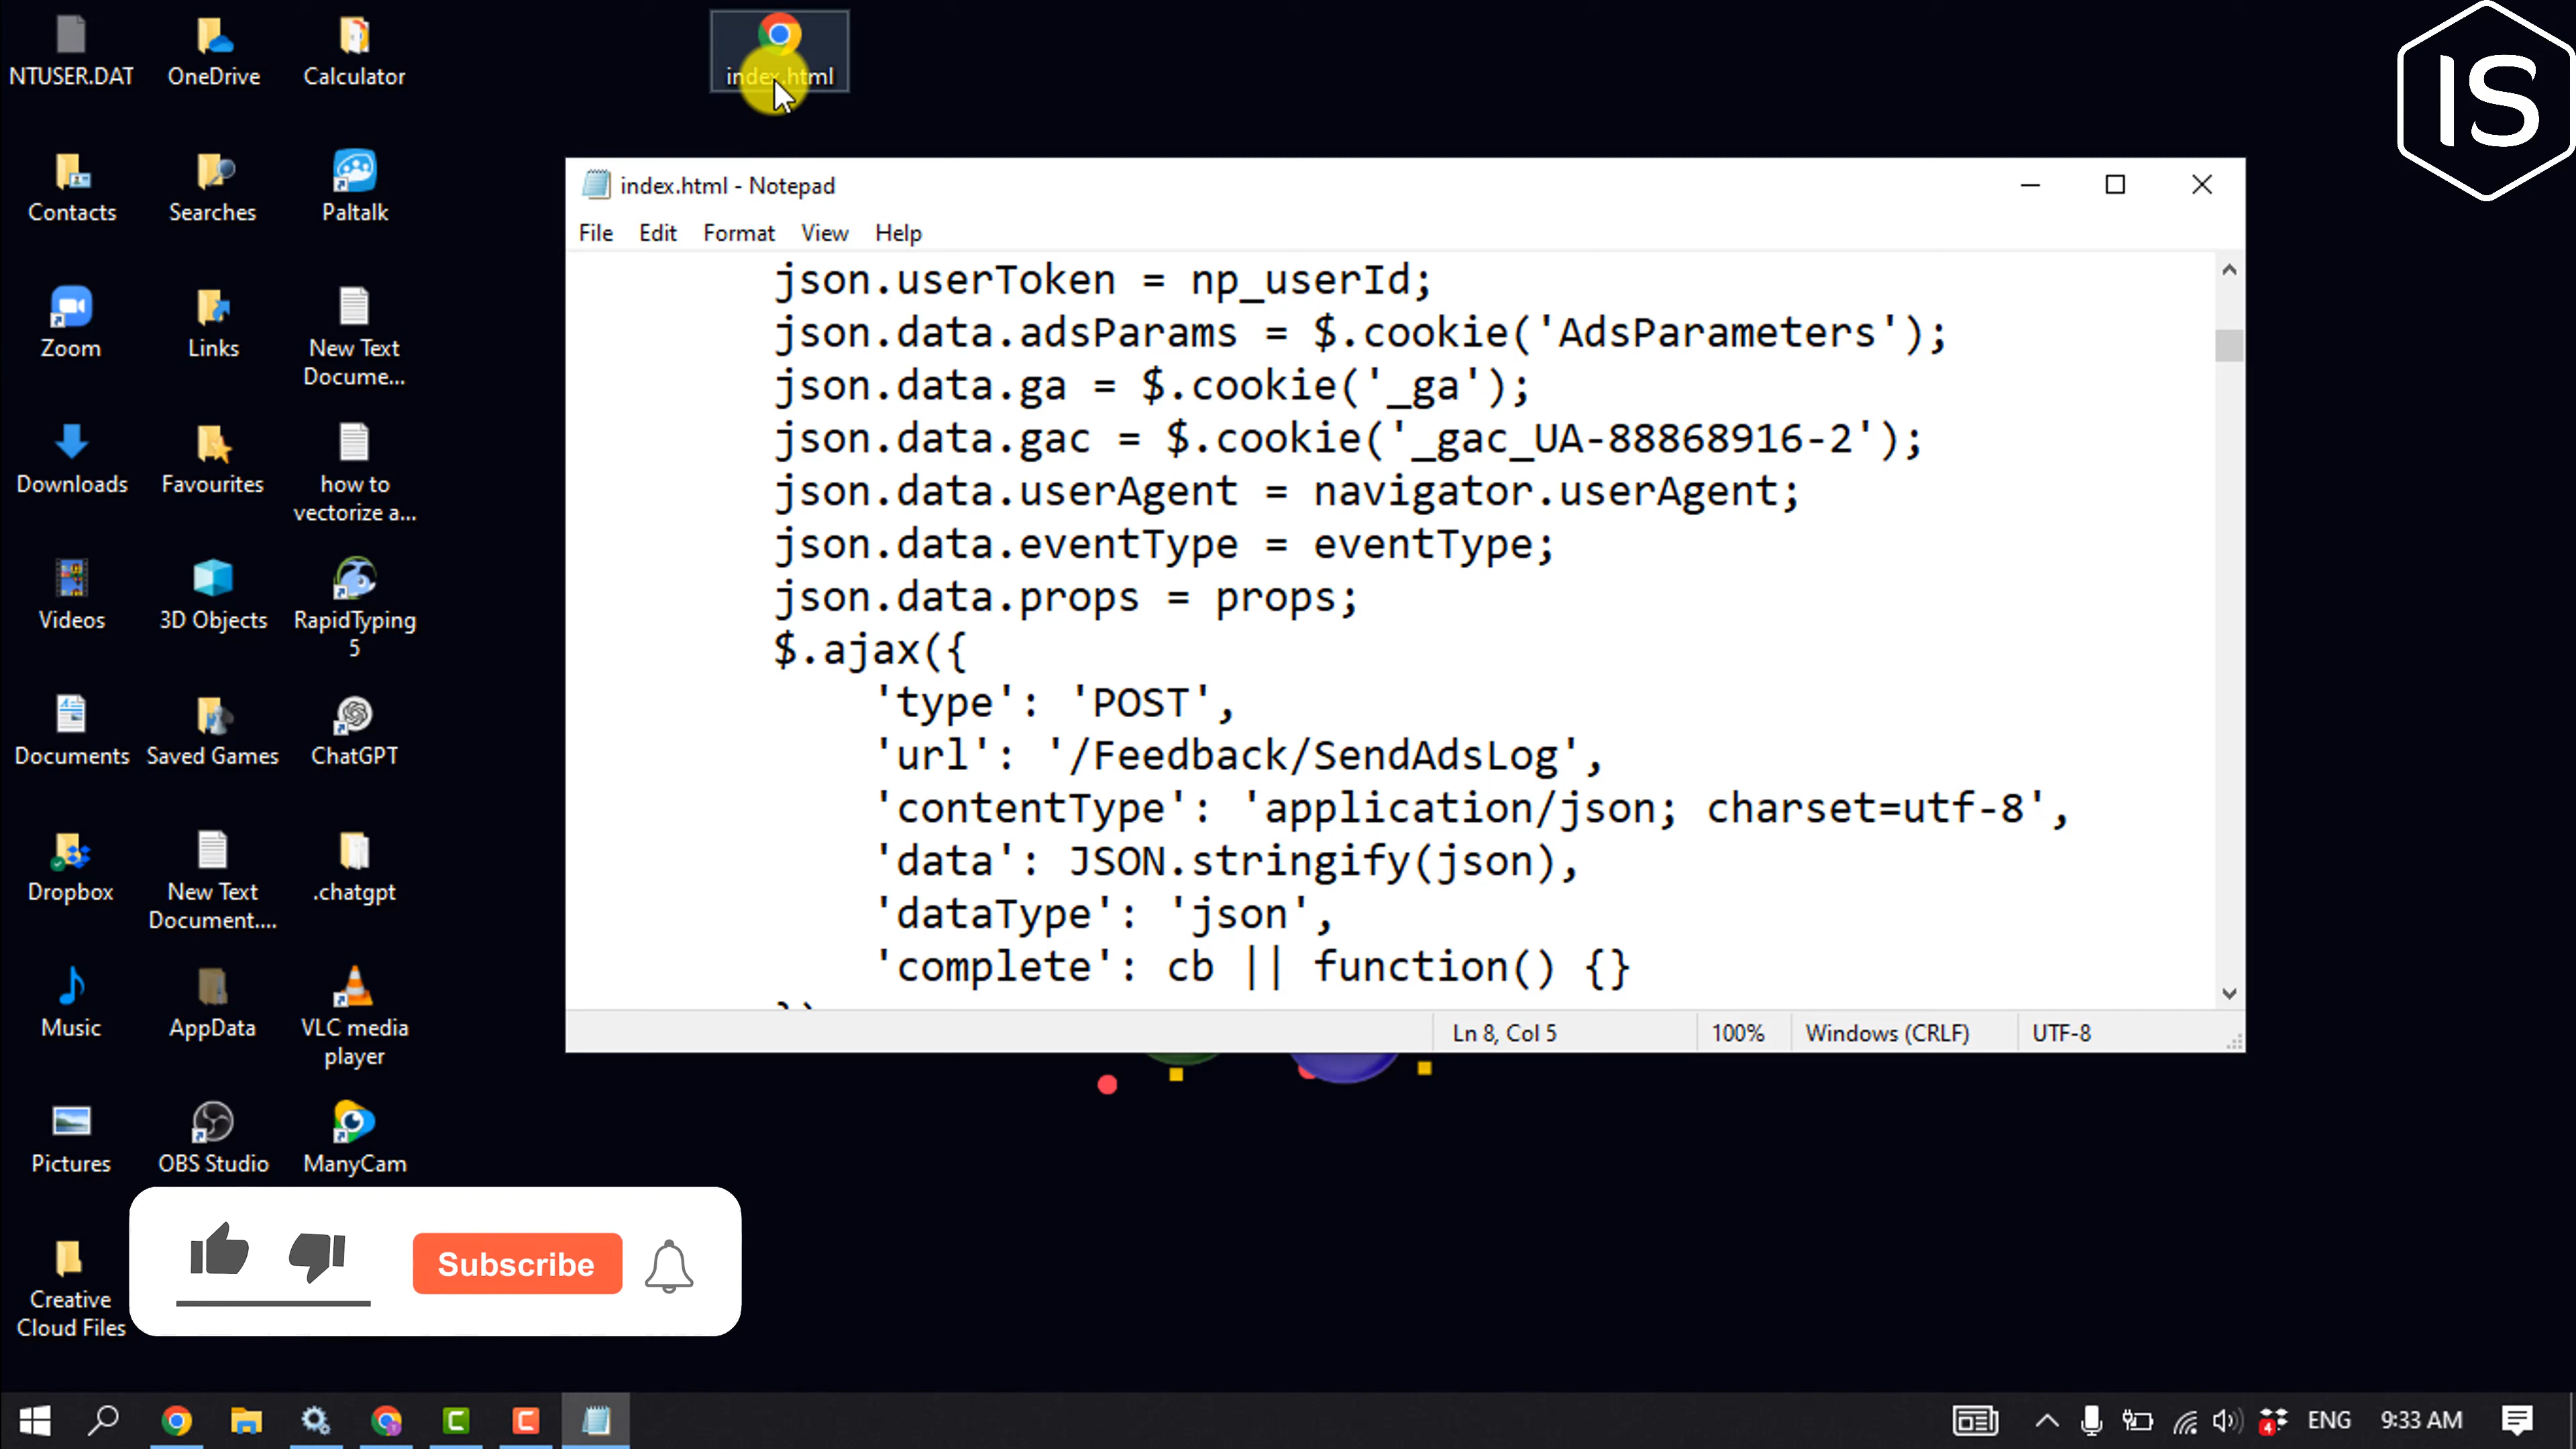 NTUSER.DAT
OneDrive
Calculator
index.html
IS
Contacts
Searches
Paltalk
Zoom
Links
New Text
Docume...
Downloads
Favourites
how to
vectorize a...
Videos
3D Objects
RapidTyping
5
Documents
Saved Games
ChatGPT
Dropbox
New Text
Document....
.chatgpt
Music
AppData
VLC media
player
Pictures
OBS Studio
ManyCam
Creative
Cloud Files
index.html - Notepad
File Edit Format View Help
json.userToken = np_userId;
json.data.adsParams = $.cookie('AdsParameters');
json.data.ga = $.cookie('_ga');
json.data.gac = $.cookie('_gac_UA-88868916-2');
json.data.userAgent = navigator.userAgent;
json.data.eventType = eventType;
json.data.props = props;
$.ajax({
'type': 'POST',
'url': '/Feedback/SendAdsLog',
'contentType': 'application/json; charset=utf-8',
'data': JSON.stringify(json),
'dataType': 'json',
'complete': cb || function() {}
Ln 8, Col 5 100% Windows (CRLF) UTF-8
Subscribe
4 ENG 9:33 AM